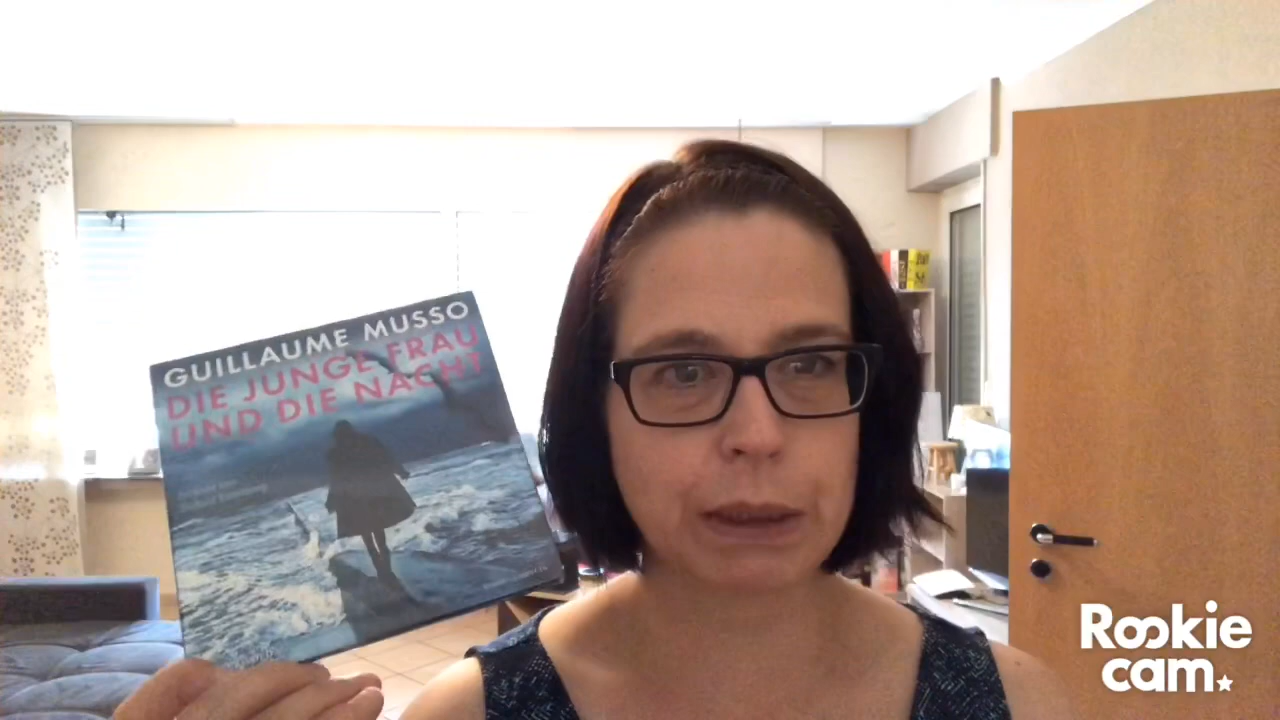 GUILLAUME MUSSO
DIE JUNGE FRAU
UND DIE NACHT
Rookie
cam.